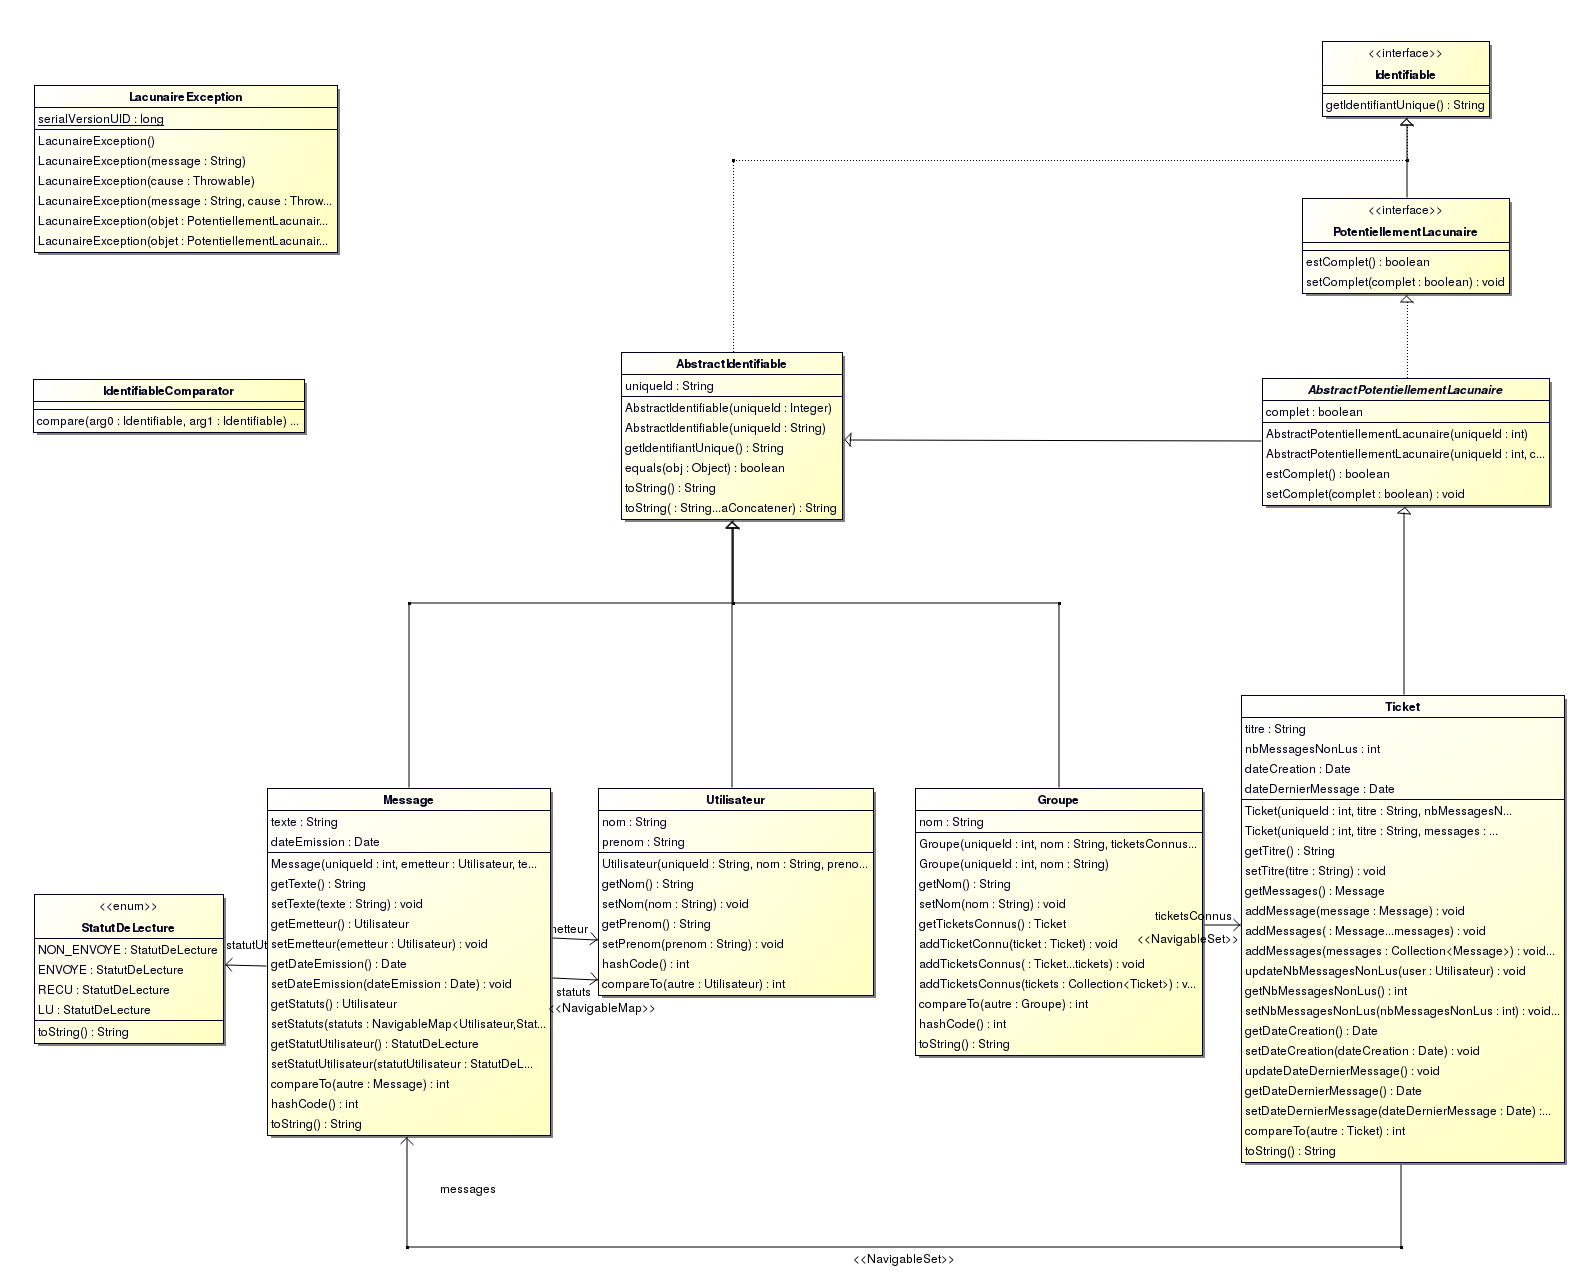 <<interface>>
Identifiable
getIdentifiantUnique() : String
LacunaireException
serialVersionUID : long
LacunaireException()
LacunaireException(message : String)
LacunaireException(cause : Throwable)
LacunaireException(message : String, cause : Throw...
LacunaireException(objet : PotentiellementLacunair...
LacunaireException(objet : PotentiellementLacunair...
<<interface>>
PotentiellementLacunaire
estComplet() : boolean
setComplet(complet : boolean) : void
AbstractIdentifiable
uniqueId : String
AbstractIdentifiable(uniqueId : Integer)
AbstractIdentifiable(uniqueId : String)
getIdentifiantUnique() : String
equals(obj : Object) : boolean
toString() : String
toString( : String...aConcatener) : String
IdentifiableComparator
compare(arg0 : Identifiable, arg1 : Identifiable) ...
AbstractPotentiellementLacunaire
complet : boolean
AbstractPotentiellementLacunaire(uniqueId : int)
AbstractPotentiellementLacunaire(uniqueId : int, c...
estComplet() : boolean
setComplet(complet : boolean) : void
Ticket
titre : String
nbMessagesNonLus : int
dateCreation : Date
dateDernierMessage : Date
Ticket(uniqueId : int, titre : String, nbMessagesN...
Ticket(uniqueId : int, titre : String, messages : ...
getTitre() : String
setTitre(titre : String) : void
getMessages() : Message
addMessage(message : Message) : void
addMessages( : Message...messages) : void
addMessages(messages : Collection<Message>) : void...
updateNbMessagesNonLus(user : Utilisateur) : void
getNbMessagesNonLus() : int
setNbMessagesNonLus(nbMessagesNonLus : int) : void...
getDateCreation() : Date
setDateCreation(dateCreation : Date) : void
updateDateDernierMessage() : void
getDateDernierMessage() : Date
setDateDernierMessage(dateDernierMessage : Date) :...
compareTo(autre : Ticket) : int
toString() : String
Message
texte : String
dateEmission : Date
Message(uniqueId : int, emetteur : Utilisateur, te...
getTexte() : String
setTexte(texte : String) : void
getEmetteur() : Utilisateur
setEmetteur(emetteur : Utilisateur) : void
getDateEmission() : Date
setDateEmission(dateEmission : Date) : void
getStatuts() : Utilisateur
setStatuts(statuts : NavigableMap<Utilisateur,Stat...
getStatutUtilisateur() : StatutDeLecture
setStatutUtilisateur(statutUtilisateur : StatutDeL...
compareTo(autre : Message) : int
hashCode() : int
toString() : String
Utilisateur
nom : String
prenom : String
Utilisateur(uniqueId : String, nom : String, preno...
getNom() : String
setNom(nom : String) : void
getPrenom() : String
setPrenom(prenom : String) : void
hashCode() : int
compareTo(autre : Utilisateur) : int
Groupe
nom : String
Groupe(uniqueId : int, nom : String, ticketsConnus...
Groupe(uniqueId : int, nom : String)
getNom() : String
setNom(nom : String) : void
getTicketsConnus() : Ticket
addTicketConnu(ticket : Ticket) : void
addTicketsConnus( : Ticket...tickets) : void
addTicketsConnus(tickets : Collection<Ticket>) : v...
compareTo(autre : Groupe) : int
hashCode() : int
toString() : String
<<enum>>
StatutDeLecture
NON_ENVOYE : StatutDeLecture
ENVOYE : StatutDeLecture
RECU : StatutDeLecture
LU : StatutDeLecture
toString() : String
statutUt
netteur
statuts
<<NavigableMap>>
ticketsConnus
<<NavigableSet>>
messages
<<NavigableSet>>